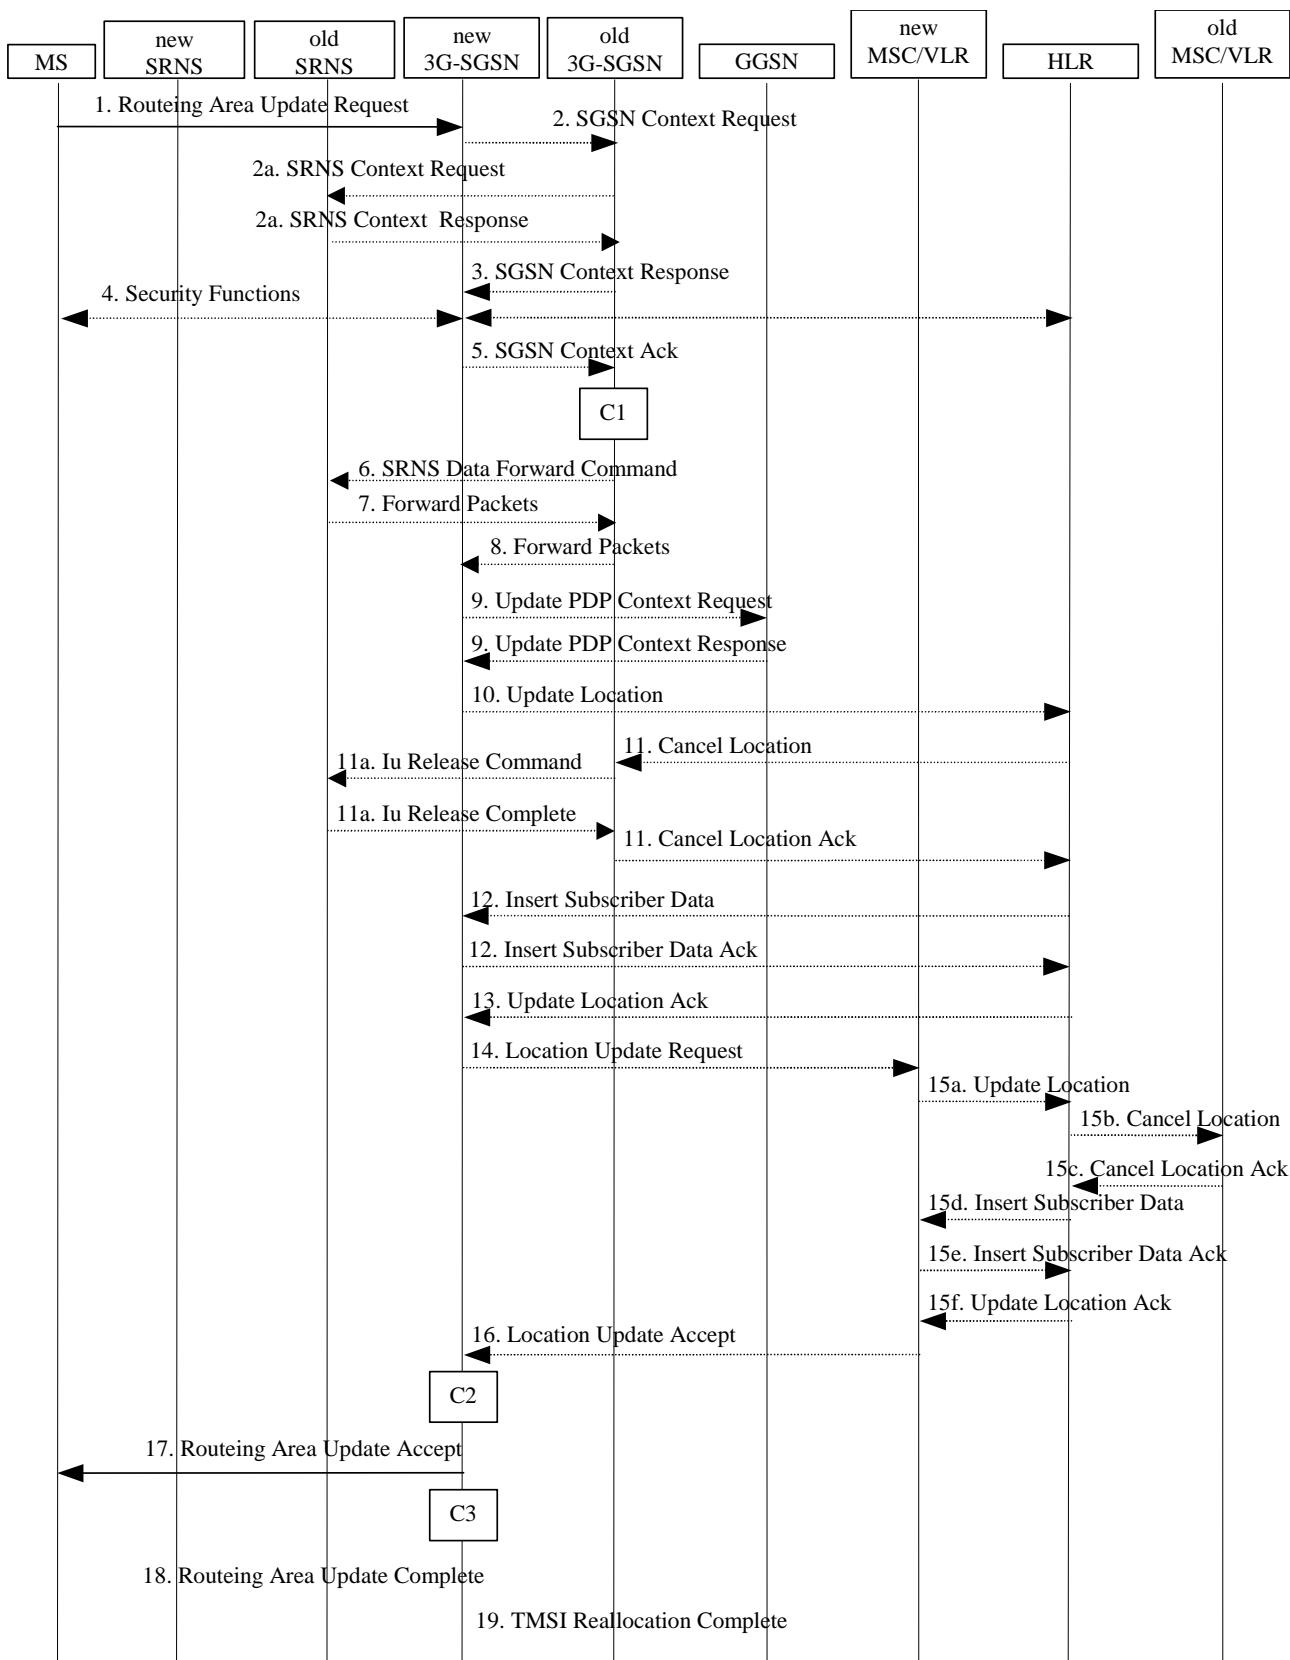 MS
new
SRNS
old
SRNS
new
3G-SGSN
old
3G-SGSN
GGSN
new
MSC/VLR
HLR
old
MSC/VLR
1. Routeing Area Update Request
2. SGSN Context Request
2a. SRNS Context Request
2a. SRNS Context Response
3. SGSN Context Response
4. Security Functions
5. SGSN Context Ack
C1
6. SRNS Data Forward Command
7. Forward Packets
8. Forward Packets
9. Update PDP Context Request
9. Update PDP Context Response
10. Update Location
11. Cancel Location
11a. Iu Release Command
11a. Iu Release Complete
11. Cancel Location Ack
12. Insert Subscriber Data
12. Insert Subscriber Data Ack
13. Update Location Ack
14. Location Update Request
15a. Update Location
15b. Cancel Location
15c. Cancel Location Ack
15d. Insert Subscriber Data
15e. Insert Subscriber Data Ack
15f. Update Location Ack
16. Location Update Accept
C2
17. Routeing Area Update Accept
C3
18. Routeing Area Update Complete
19. TMSI Reallocation Complete